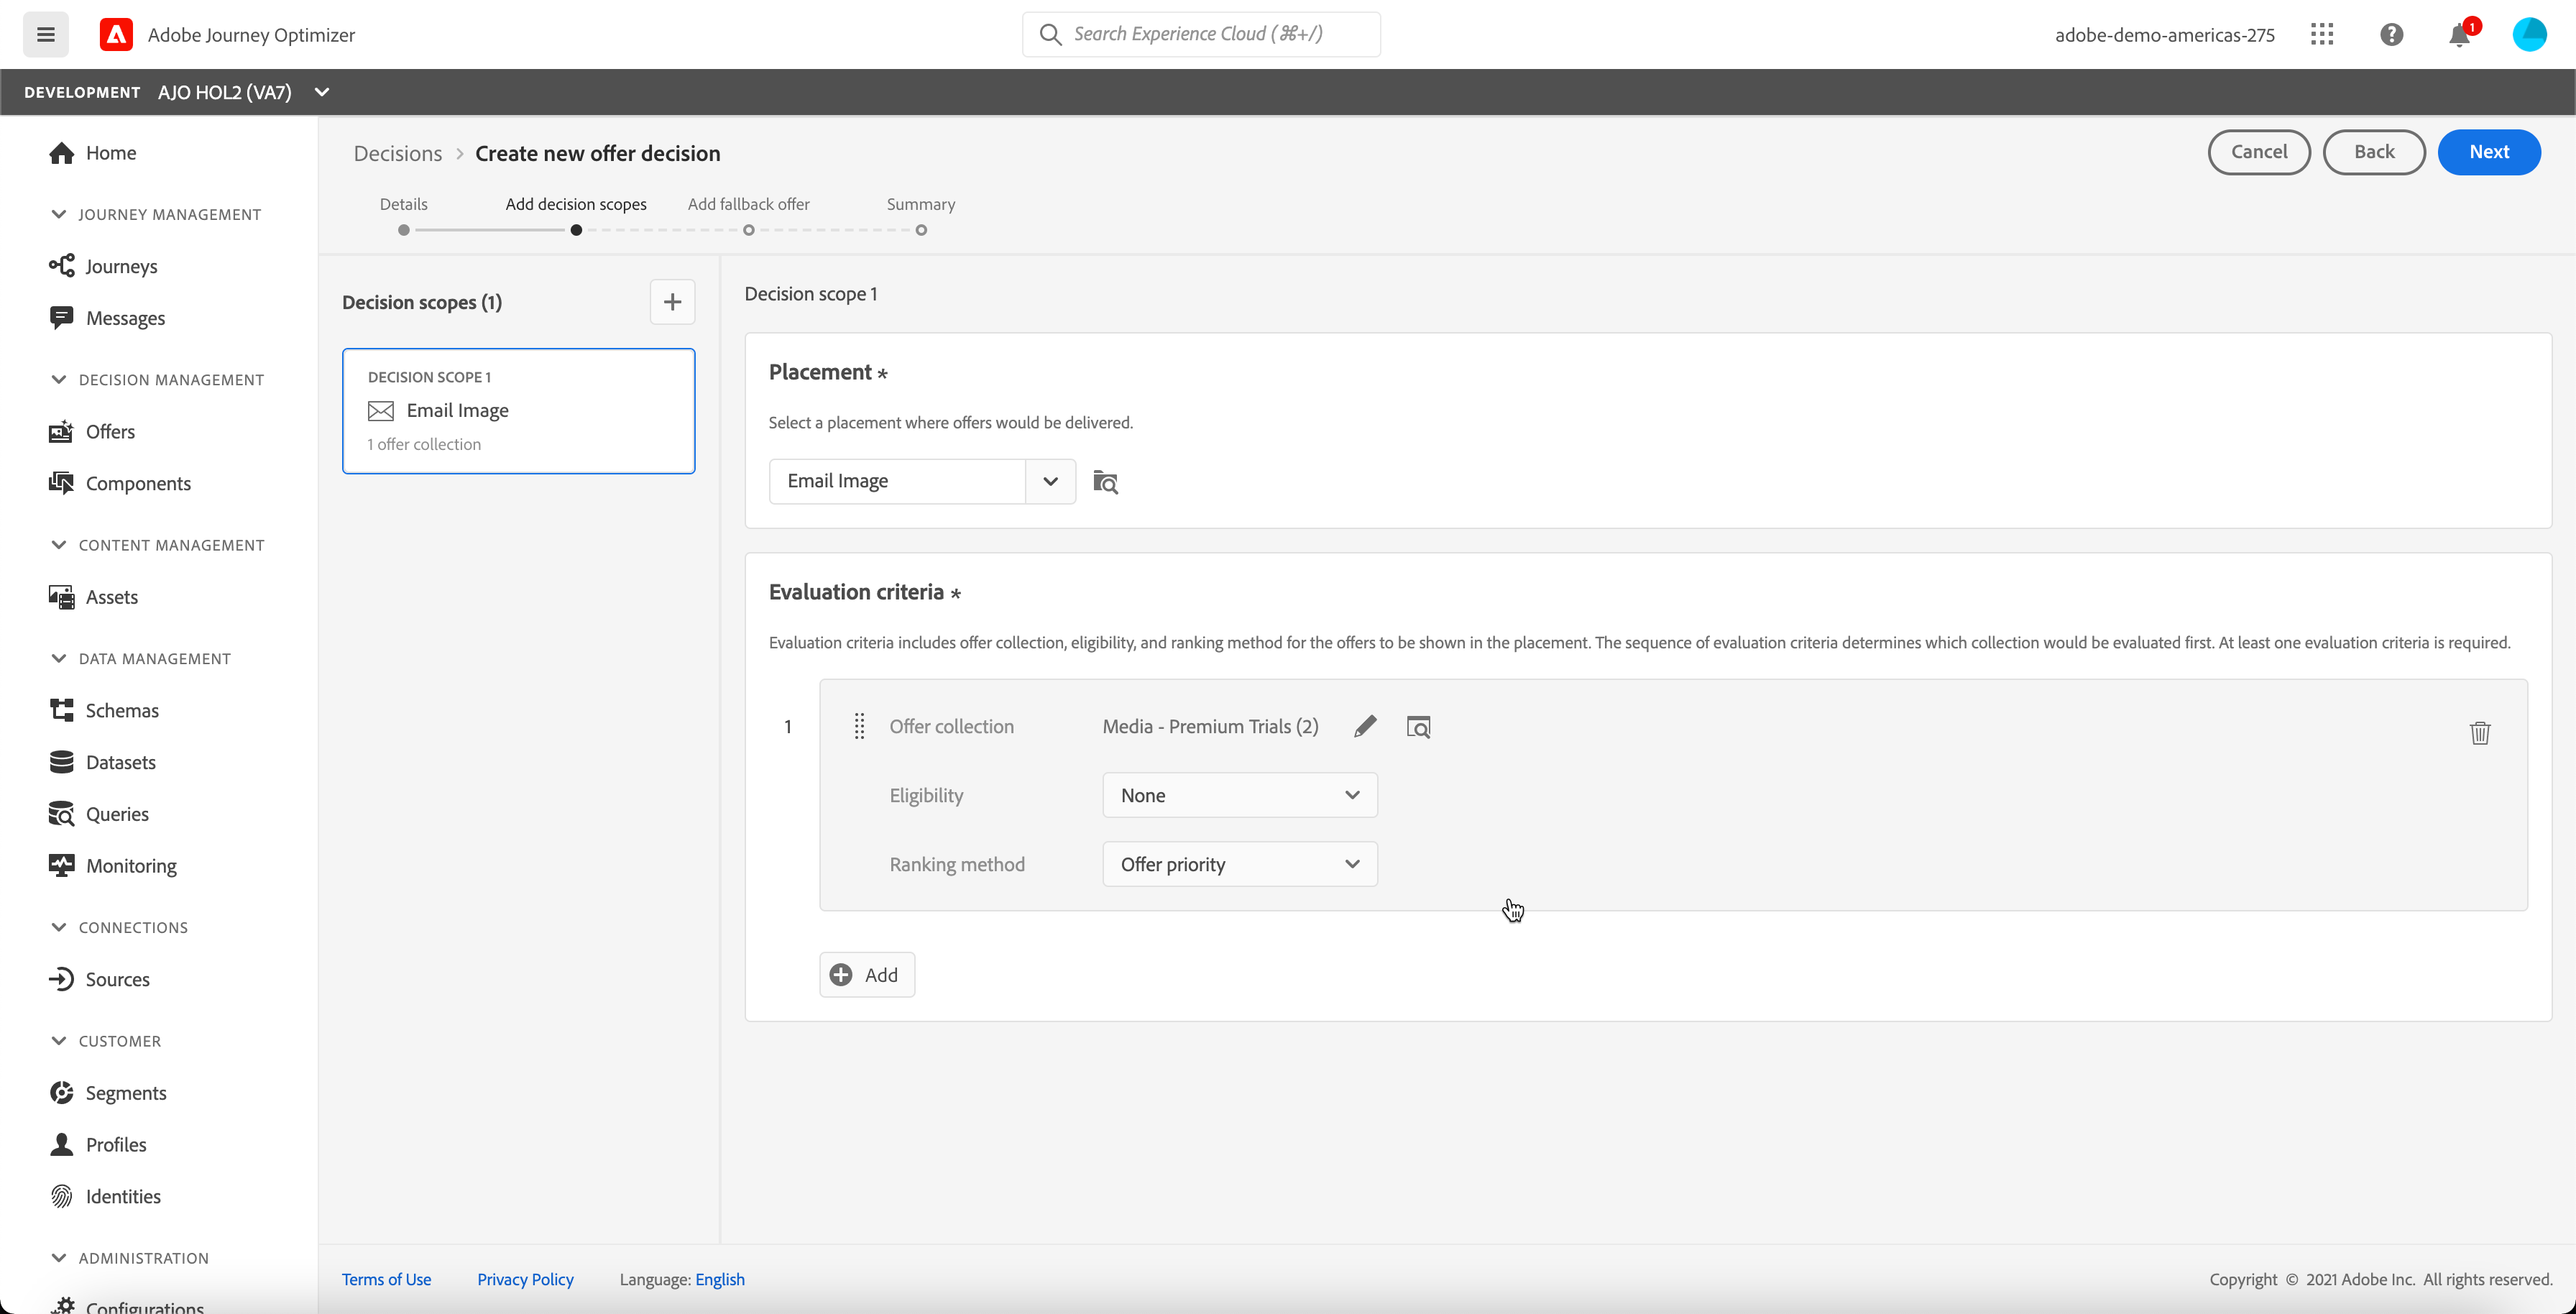 Adobe Journey Optimizer
Search Experience Cloud (⌘+/)
adobe-demo-americas-275
1
DEVELOPMENT AJO HOL2 (VA7)
Home
JOURNEY MANAGEMENT
Journeys
Messages
DECISION MANAGEMENT
Offers
Components
CONTENT MANAGEMENT
Assets
DATA MANAGEMENT
Schemas
Datasets
Queries
Monitoring
CONNECTIONS
Sources
CUSTOMER
Segments
Profiles
Identities
ADMINISTRATION
Configurations
Decisions > Create new offer decision
Cancel
Back
Next
Details
Add decision scopes
Add fallback offer
Summary
Decision scopes (1)
DECISION SCOPE 1
Email Image
1 offer collection
Decision scope 1
Placement *
Select a placement where offers would be delivered.
Email Image
Evaluation criteria *
Evaluation criteria includes offer collection, eligibility, and ranking method for the offers to be shown in the placement. The sequence of evaluation criteria determines which collection would be evaluated first. At least one evaluation criteria is required.
1
Offer collection
Media - Premium Trials (2)
Eligibility
None
Ranking method
Offer priority
Add
Terms of Use
Privacy Policy
Language: English
Copyright © 2021 Adobe Inc. All rights reserved.